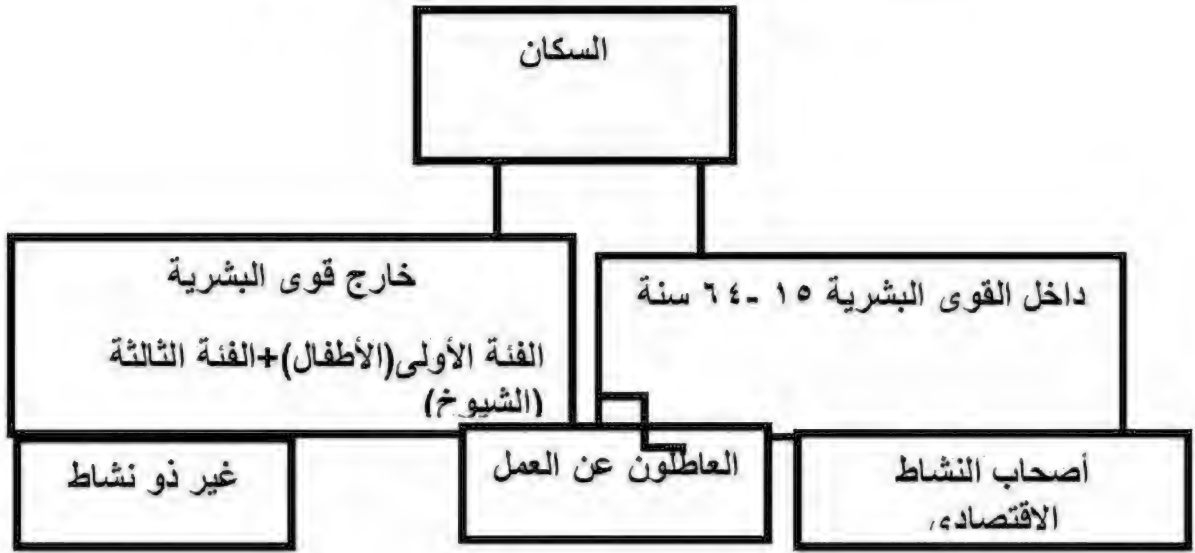 السكان
داخل القوى البشرية ١٥ -٦٤ سنة
خارج قوى البشرية
الفئة الأولى(الأطفال)+الفئة الثالثة
(الشيوخ)
أصحاب النشاط
الاقتصادي
العاطلون عن العمل
غير ذو نشاط